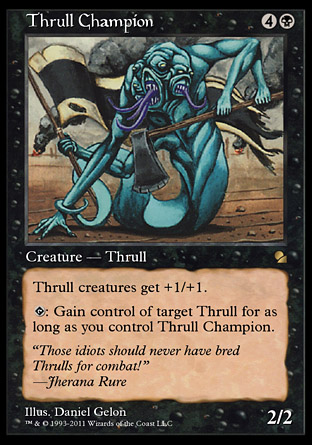 Thrull Champion 4
Creature — Thrull
Thrull creatures get +1/+1.
: Gain control of target Thrull for as
long as you control Thrull Champion.
“Those idiots should never have bred
Thrulls for combat!”
—Jherana Rure
Illus. Daniel Gelon
™ & © 1993-2011 Wizards of the Coast LLC
2/2